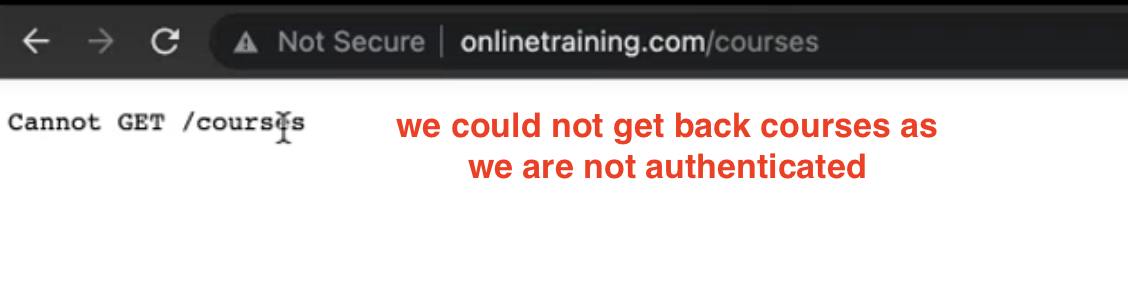 Not Secure | onlinetraining.com/courses
Cannot GET /courses
we could not get back courses as
we are not authenticated